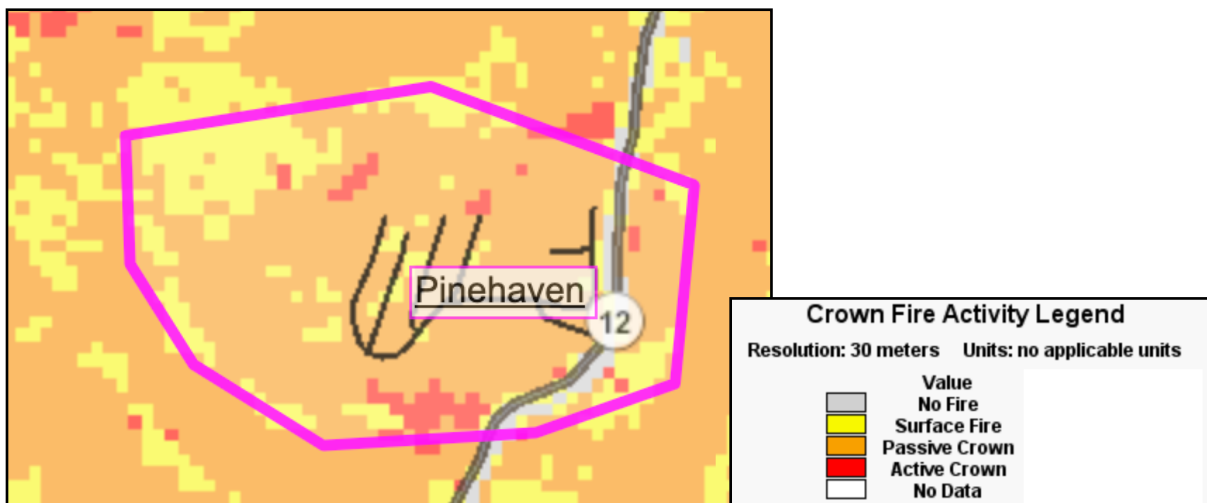 Pinehaven
12
Crown Fire Activity Legend
Resolution: 30 meters Units: no applicable units
Value
No Fire
Surface Fire
Passive Crown
Active Crown
No Data